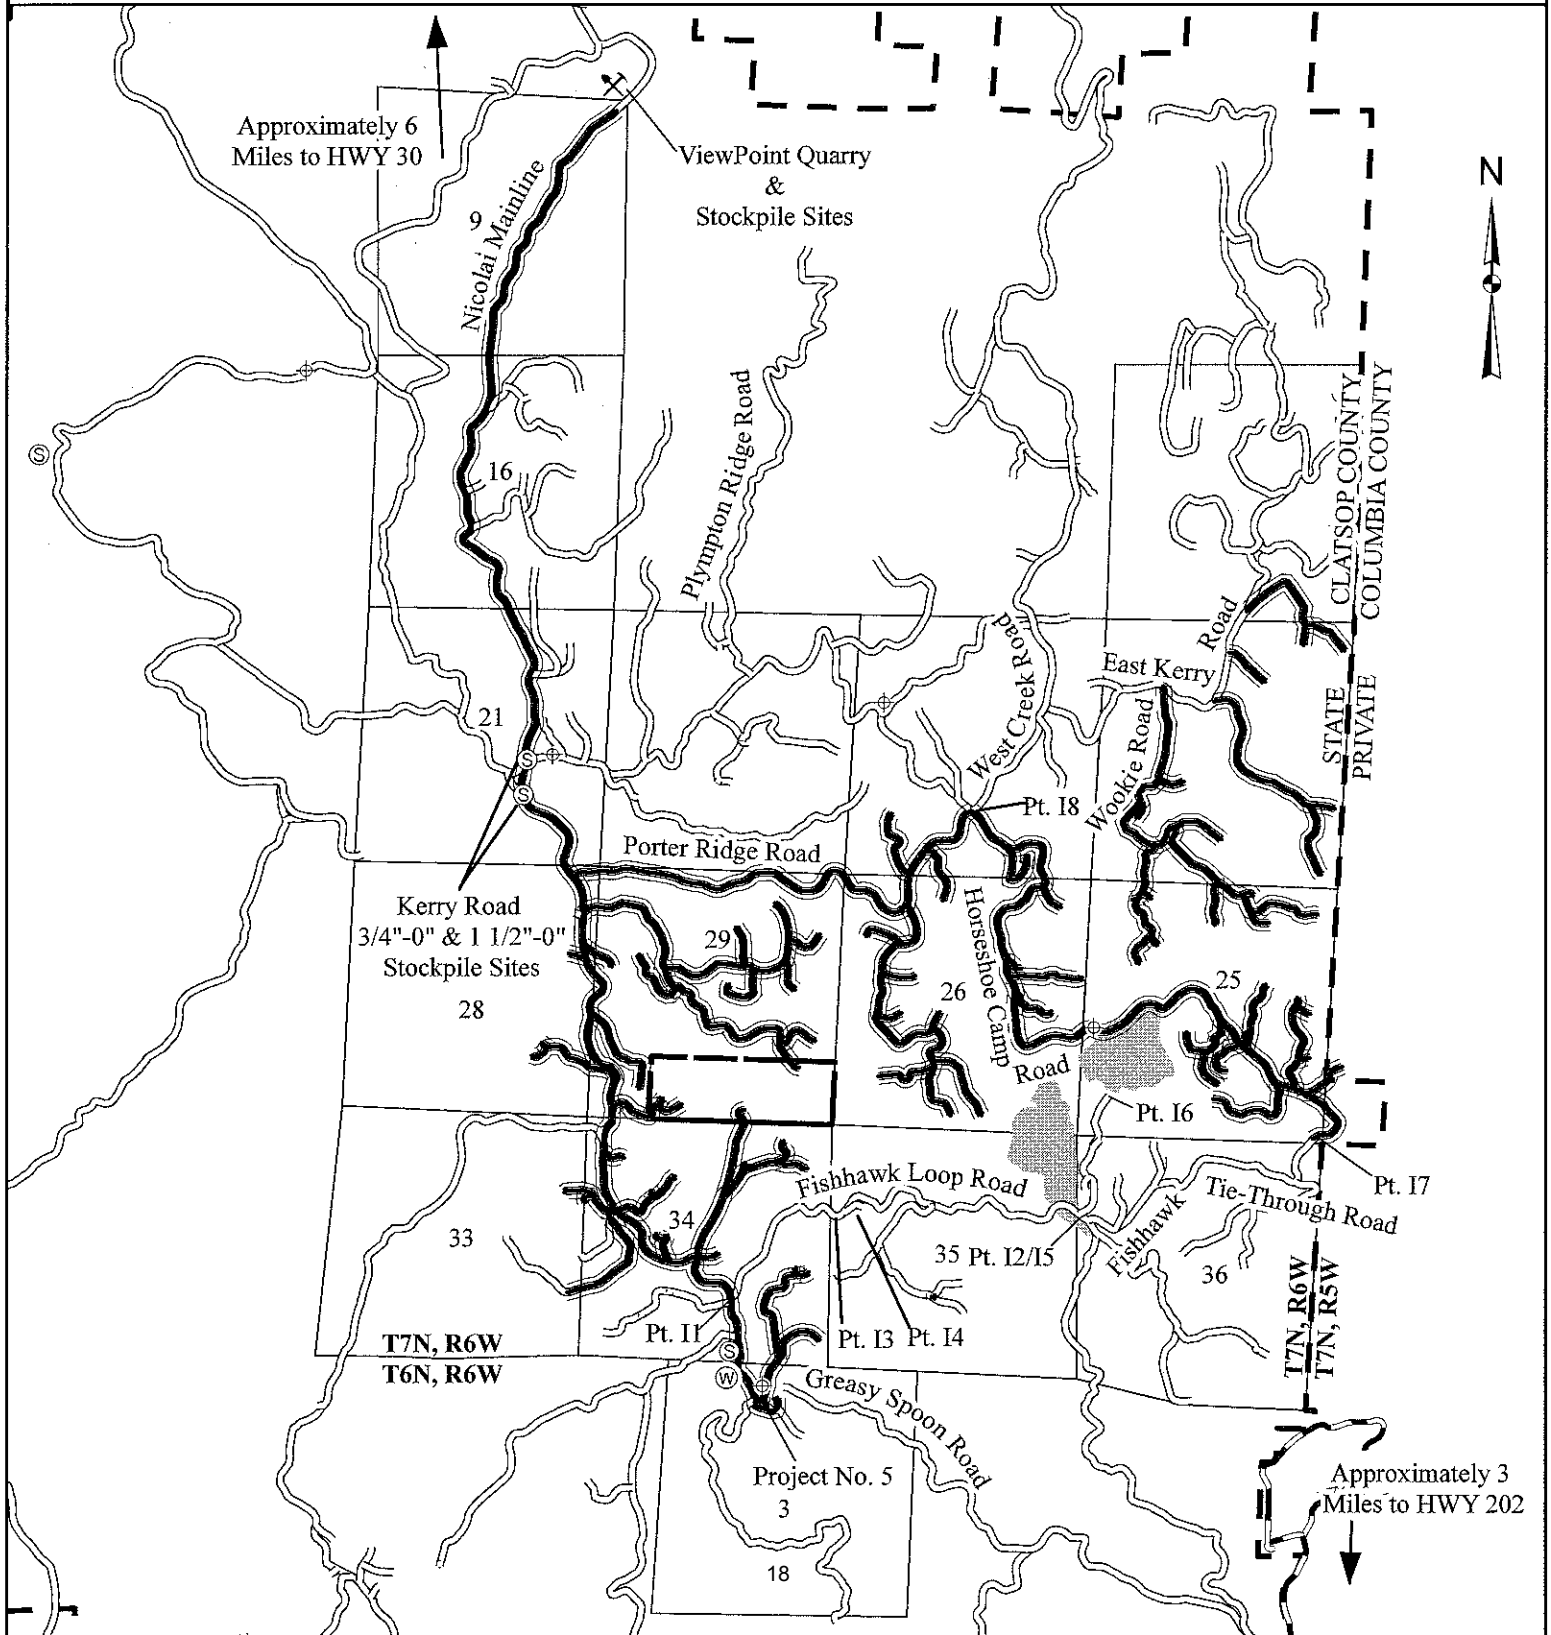 Approximately 6
Miles to HWY 30
ViewPoint Quarry
&
Stockpile Sites
N
9
Nicolai Mainline
16
Plympton Ridge Road
CLATSOP COUNTY
COLUMBIA COUNTY
East Kerry Road
West Creek Road
Wookie Road
STATE
PRIVATE
21
S
S
S
Pt. I8
Porter Ridge Road
Kerry Road
3/4"-0" & 1 1/2"-0"
Stockpile Sites
28
29
26
25
Horseshoe Camp Road
Pt. I6
Pt. I7
Fishhawk Loop Road
Fishhawk
Tie-Through Road
33
34
35
Pt. I2/I5
36
Pt. I1
Pt. I3
Pt. I4
T7N, R6W
T6N, R6W
T7N, R6W
T7N, R5W
S
W
Greasy Spoon Road
Project No. 5
3
18
Approximately 3
Miles to HWY 202